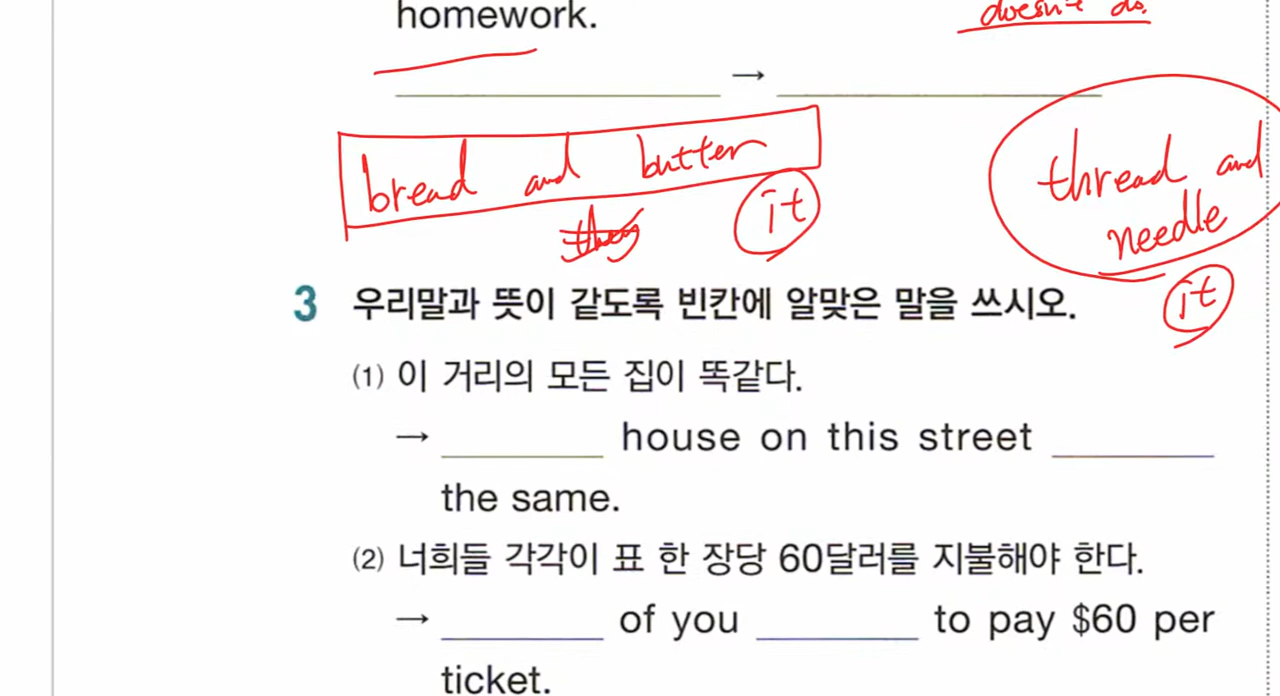 homework.
doesn't do.
→
bread and butter
they
it
thread and
needle
it
3 우리말과 뜻이 같도록 빈칸에 알맞은 말을 쓰시오.
(1) 이 거리의 모든 집이 똑같다.
→ ________ house on this street ________
the same.
(2) 너희들 각각이 표 한 장당 60달러를 지불해야 한다.
→ ________ of you ________ to pay $60 per
ticket.